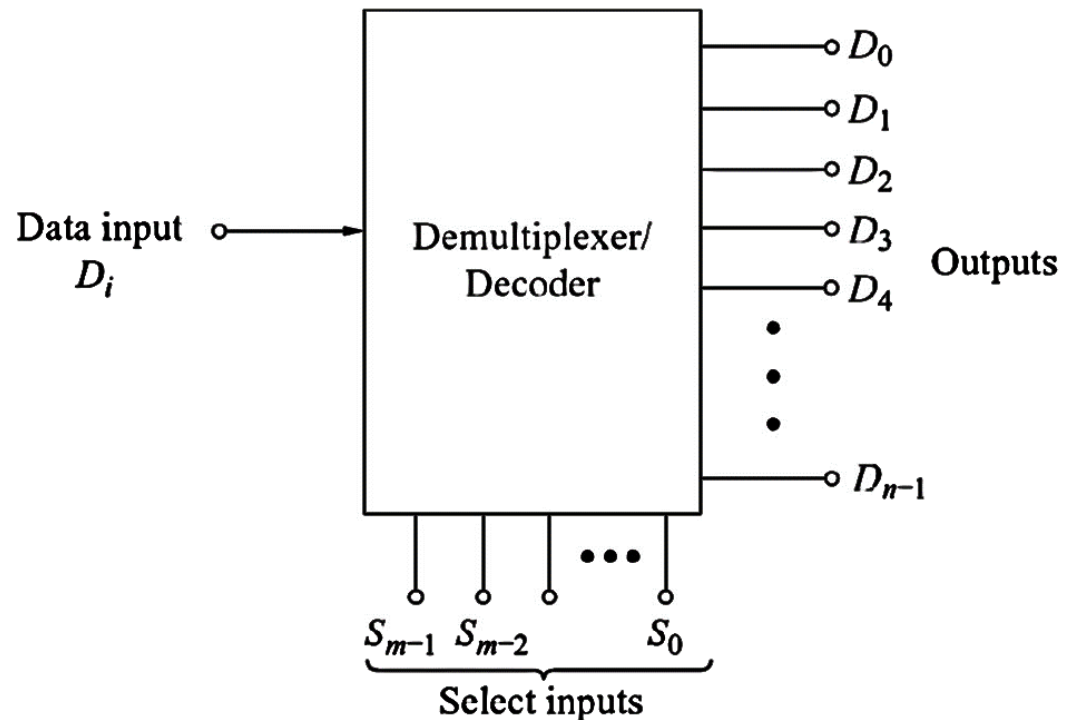 D₀
D₁
D₂
Data input
Dᵢ
Demultiplexer/
Decoder
D₃
Outputs
D₄
Dₙ₋₁
Sₘ₋₁ Sₘ₋₂ S₀
Select inputs